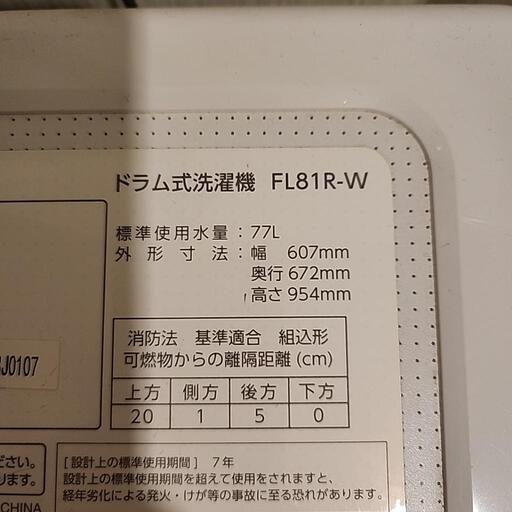 ドラム式洗濯機 FL81R-W
標準使用水量：77L
外形寸法：幅 607mm
奥行 672mm
高さ 954mm
消防法 基準適合 組込形
可燃物からの離隔距離(cm)
上方 側方 後方 下方
20 1 5 0
J0107
ださい。
ります。
CHINA
[設計上の標準使用期間] 7年
設計上の標準使用期間を超えて使用をされますと、
経年劣化による発火・けが等の事故に至る恐れがあります。